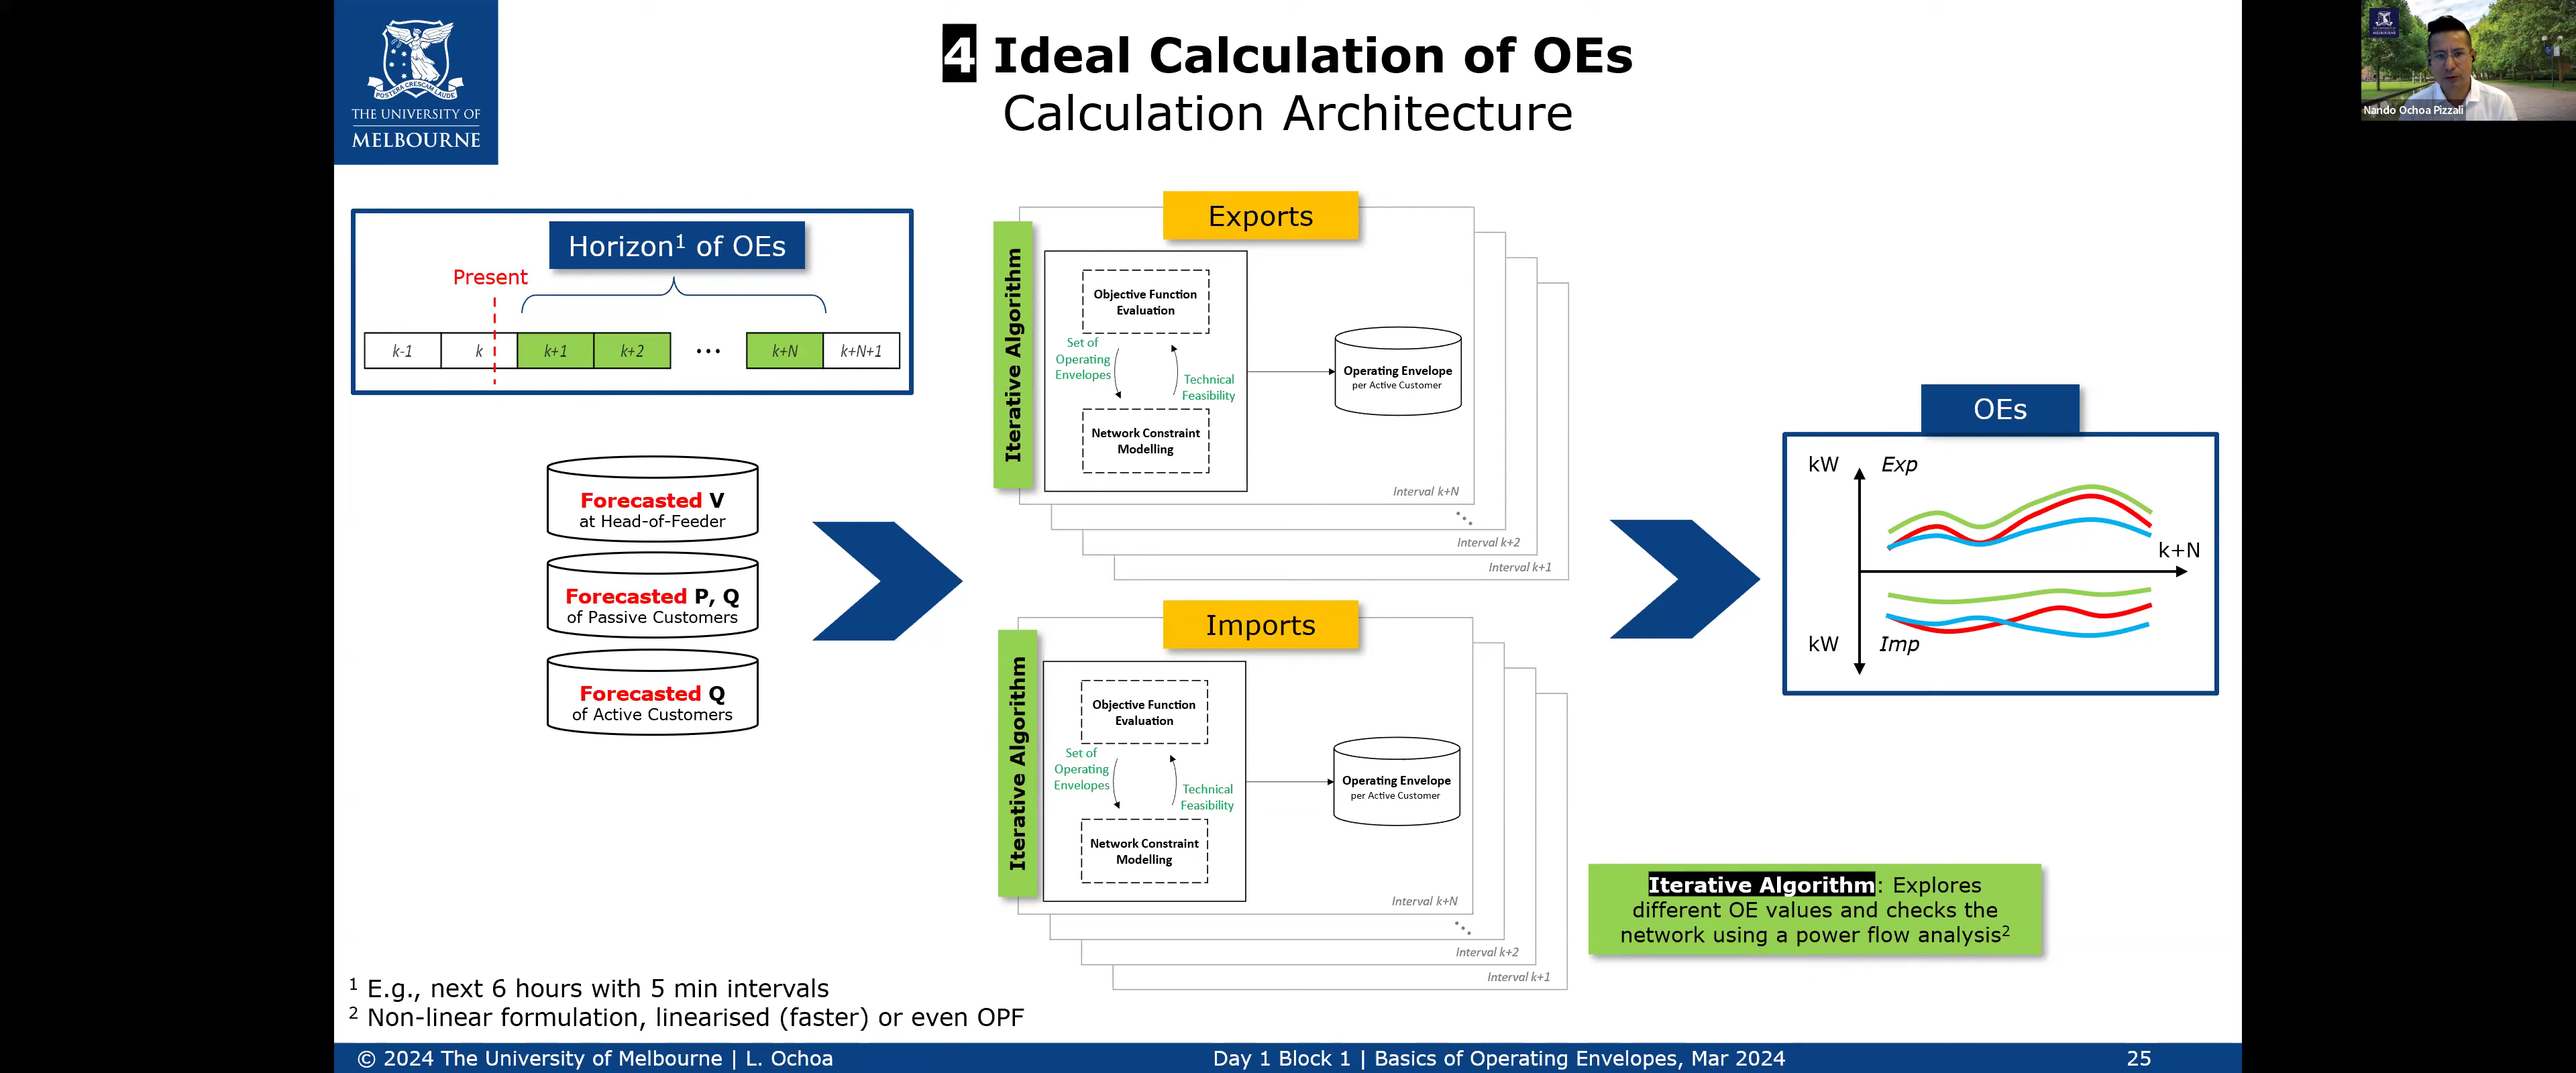 4 Ideal Calculation of OEs
Calculation Architecture
POSTERA CRESCAM LAUDE
THE UNIVERSITY OF
MELBOURNE
MELBOURNE
Nando Ochoa Pizzali
Horizon¹ of OEs
Present
k-1 k k+1 k+2 ... k+N k+N+1
Forecasted V
at Head-of-Feeder
Forecasted P, Q
of Passive Customers
Forecasted Q
of Active Customers
Exports
Iterative Algorithm
Objective Function
Evaluation
Set of
Operating
Envelopes
Technical
Feasibility
Network Constraint
Modelling
Operating Envelope
per Active Customer
Interval k+N
Interval k+2
Interval k+1
Imports
Iterative Algorithm
Objective Function
Evaluation
Set of
Operating
Envelopes
Technical
Feasibility
Network Constraint
Modelling
Operating Envelope
per Active Customer
Interval k+N
Interval k+2
Interval k+1
OEs
kW Exp
k+N
kW Imp
Iterative Algorithm: Explores
different OE values and checks the
network using a power flow analysis²
¹ E.g., next 6 hours with 5 min intervals
² Non-linear formulation, linearised (faster) or even OPF
© 2024 The University of Melbourne | L. Ochoa
Day 1 Block 1 | Basics of Operating Envelopes, Mar 2024
25